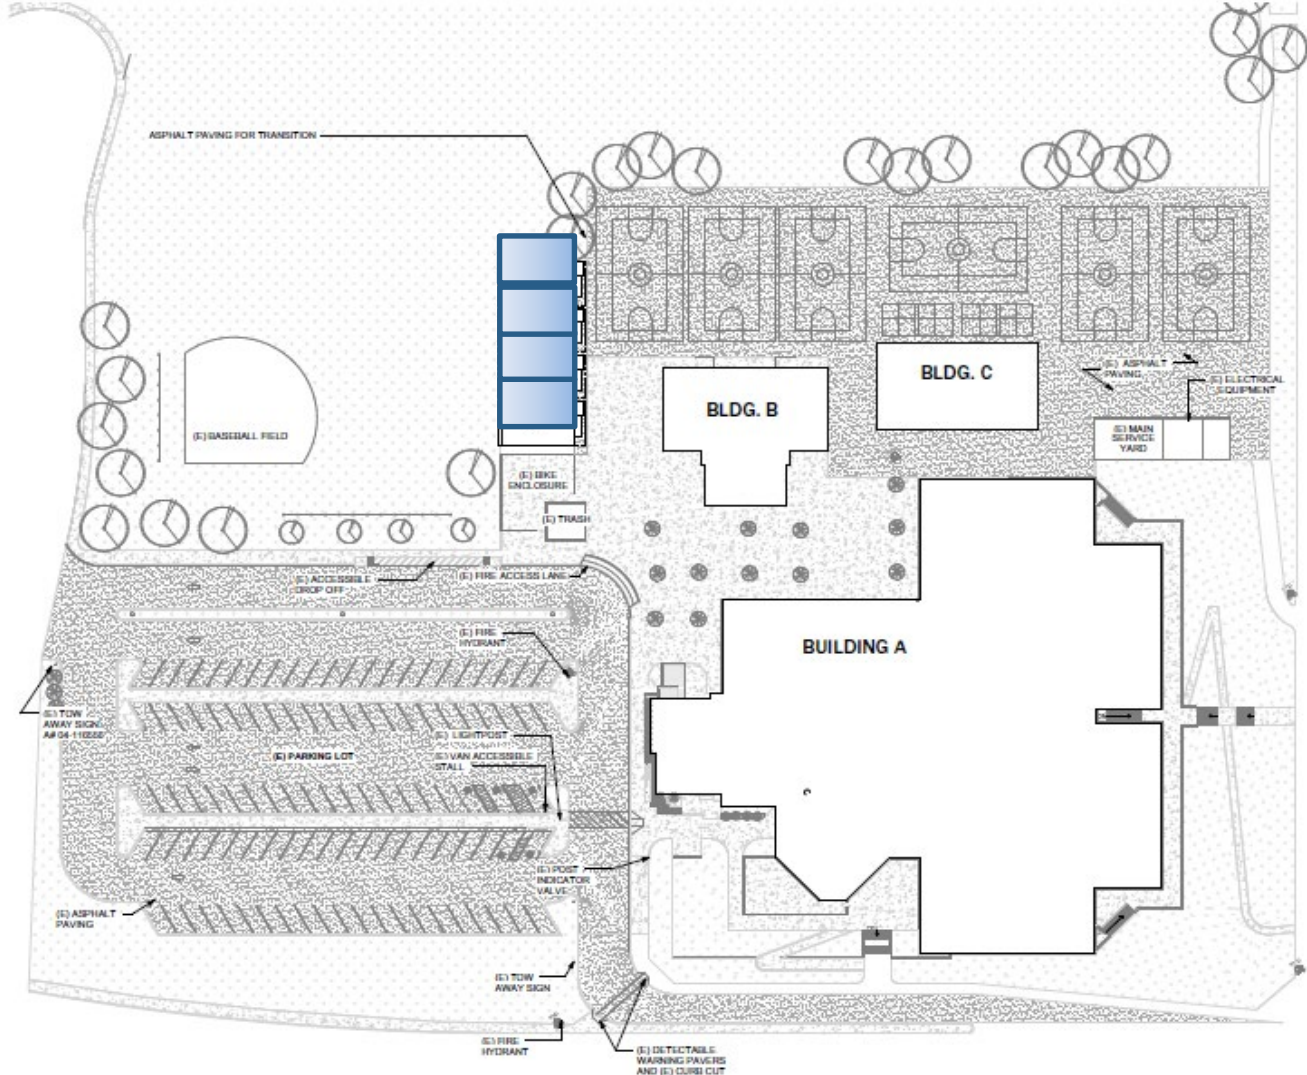 ASPHALT PAVING FOR TRANSITION
BLDG. C
BLDG. B
(E) ASPHALT
PAVING
(E) ELECTRICAL
EQUIPMENT
(E) MAIN
SERVICE
YARD
(E) BASEBALL FIELD
(E) BIKE
ENCLOSURE
(E) TRASH
(E) ACCESSIBLE
DROP OFF
(E) FIRE ACCESS LANE
(E) FIRE
HYDRANT
BUILDING A
(E) TOW
AWAY SIGN
(E) LIGHTPOST
(E) PARKING LOT
(E) VAN ACCESSIBLE
STALL
(E) POST
INDICATOR
VALVE
(E) ASPHALT
PAVING
(E) TOW
AWAY SIGN
(E) FIRE
HYDRANT
(E) DETECTABLE
WARNING PAVERS
AND (E) CURB CUT